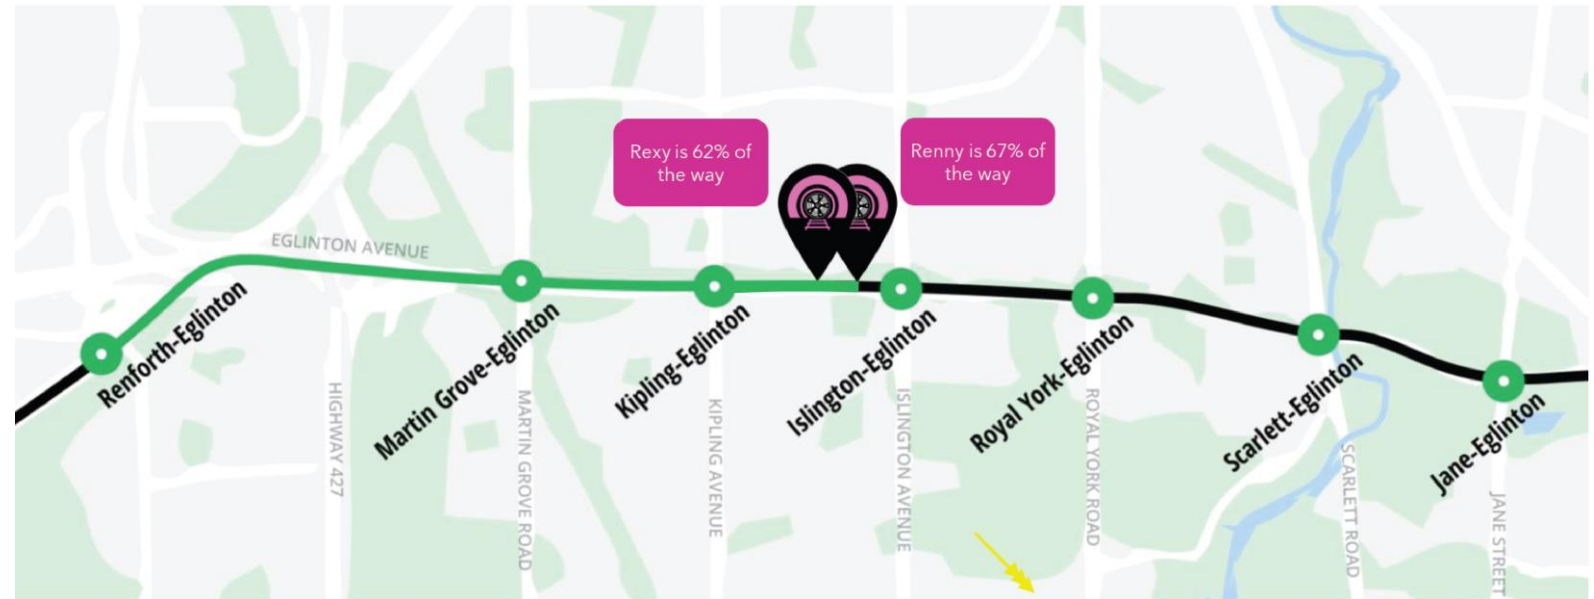 Rexy is 62% of
the way
Renny is 67% of
the way
EGLINTON AVENUE
Renforth-Eglinton
Martin Grove-Eglinton
Kipling-Eglinton
Islington-Eglinton
Royal York-Eglinton
Scarlett-Eglinton
Jane-Eglinton
HIGHWAY 427
MARTIN GROVE ROAD
KIPLING AVENUE
ISLINGTON AVENUE
ROYAL YORK ROAD
SCARLETT ROAD
JANE STREET